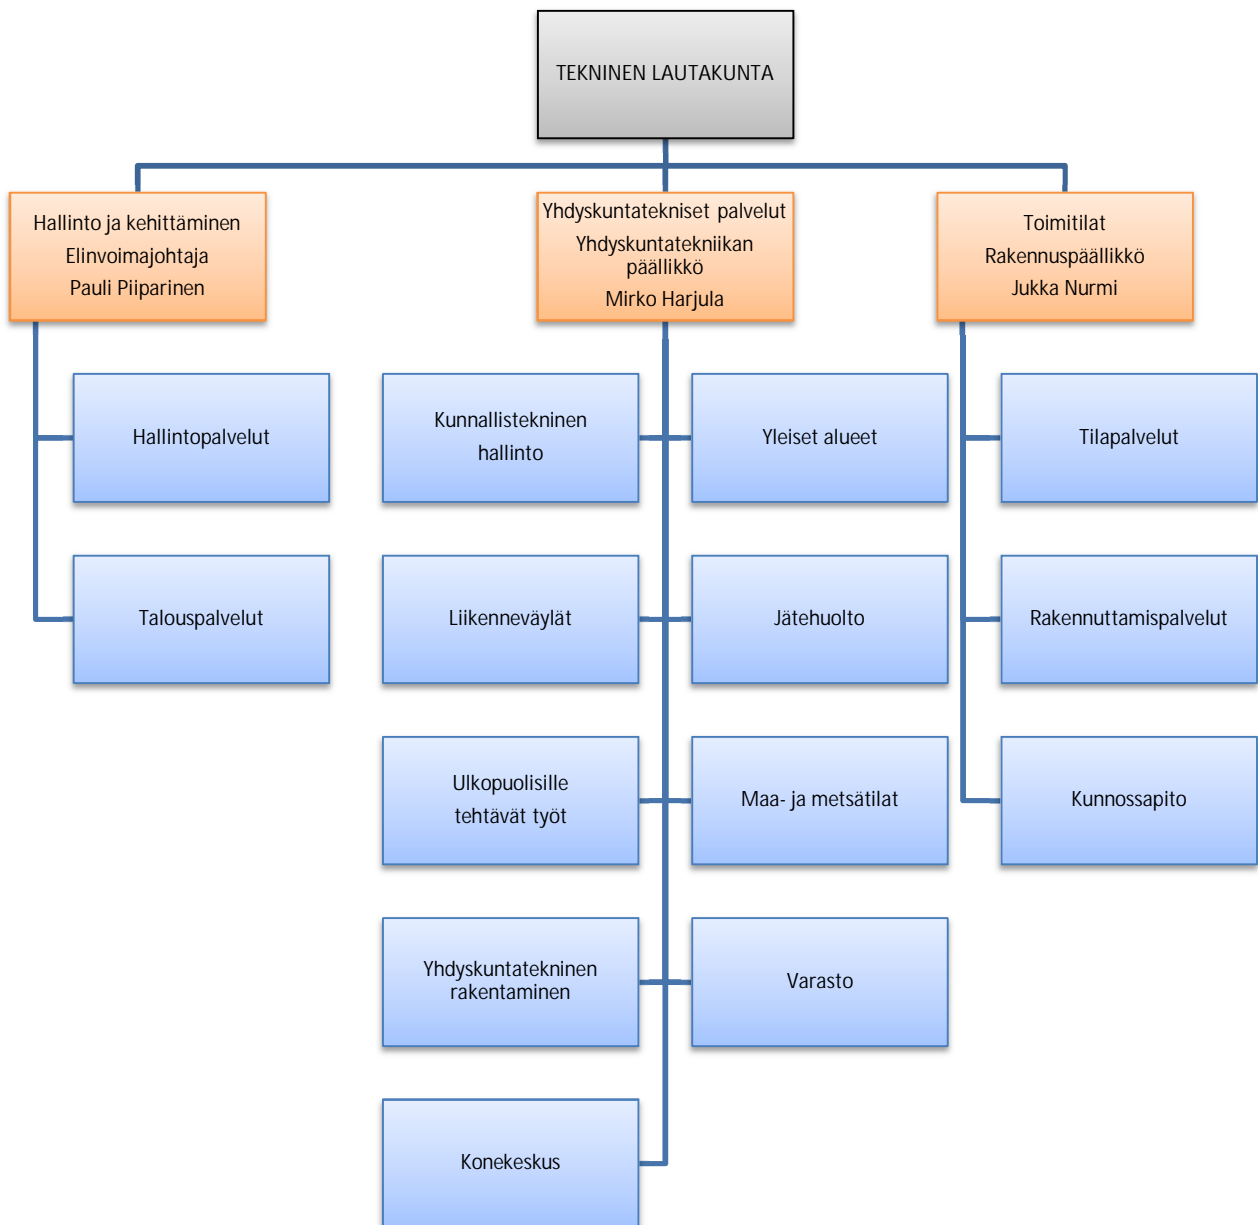 TEKNINEN LAUTAKUNTA
Hallinto ja kehittäminen
Elinvoimajohtaja
Pauli Piiparinen
Yhdyskuntatekniset palvelut
Yhdyskuntatekniikan
päällikkö
Mirko Harjula
Toimitilat
Rakennuspäällikkö
Jukka Nurmi
Hallintopalvelut
Kunnallistekninen
hallinto
Yleiset alueet
Tilapalvelut
Talouspalvelut
Liikenneväylät
Jätehuolto
Rakennuttamispalvelut
Ulkopuolisille
tehtävät työt
Maa- ja metsätilat
Kunnossapito
Yhdyskuntatekninen
rakentaminen
Varasto
Konekeskus